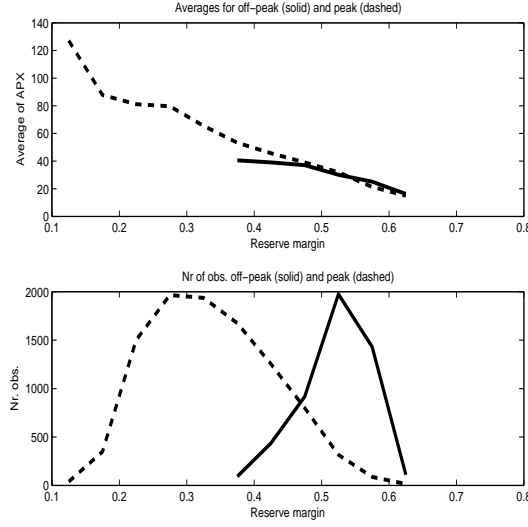 Averages for off-peak (solid) and peak (dashed)
140
120
100
80
60
40
20
0
Average of APX
0.1 0.2 0.3 0.4 0.5 0.6 0.7 0.8
Reserve margin
Nr of obs. off-peak (solid) and peak (dashed)
2000
1500
1000
500
0
Nr. obs.
0.1 0.2 0.3 0.4 0.5 0.6 0.7 0.8
Reserve margin